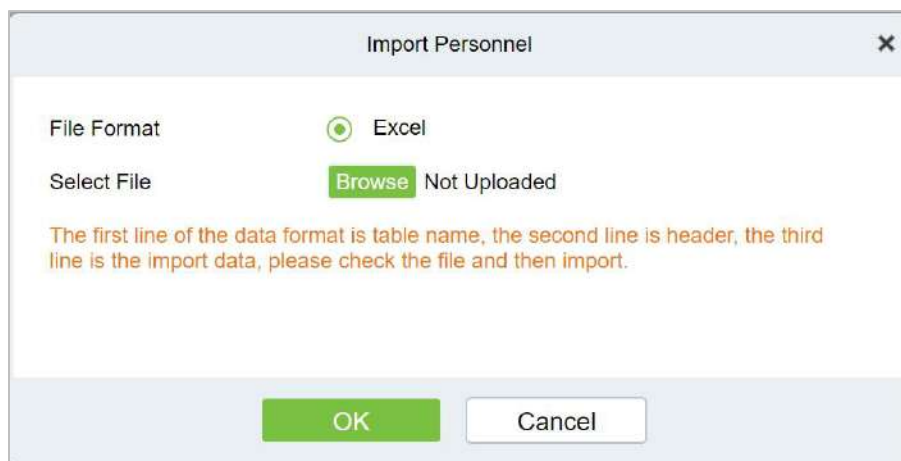 Import Personnel
File Format Excel
Select File Browse Not Uploaded
The first line of the data format is table name, the second line is header, the third
line is the import data, please check the file and then import.
OK Cancel